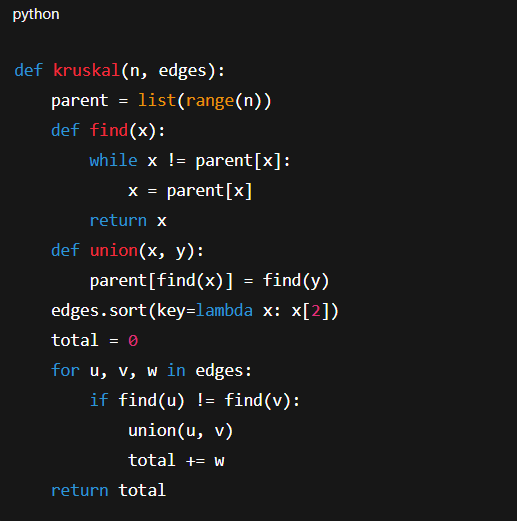 python
def kruskal(n, edges):
    parent = list(range(n))
    def find(x):
        while x != parent[x]:
            x = parent[x]
        return x
    def union(x, y):
        parent[find(x)] = find(y)
    edges.sort(key=lambda x: x[2])
    total = 0
    for u, v, w in edges:
        if find(u) != find(v):
            union(u, v)
            total += w
    return total